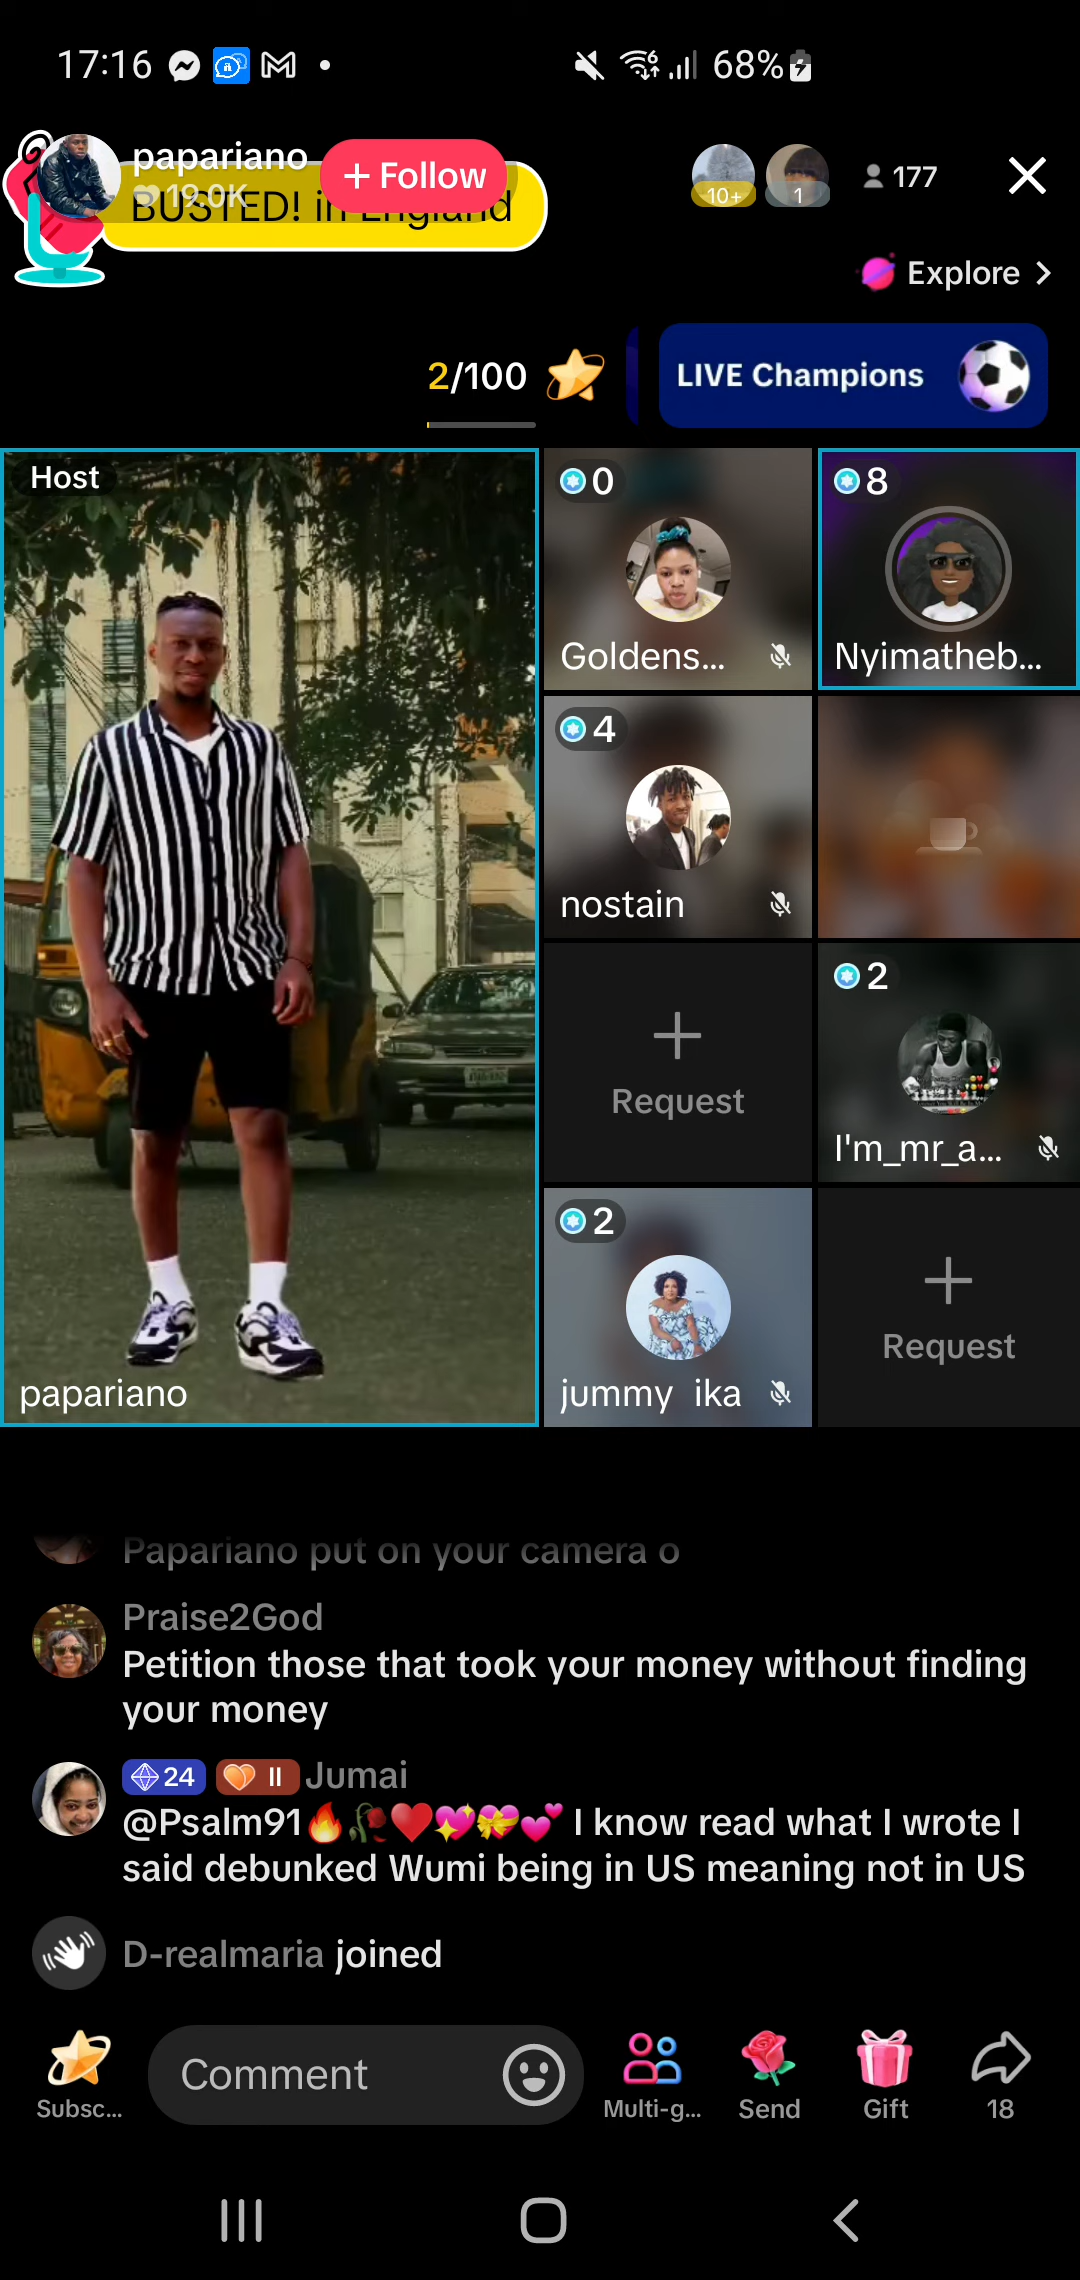 17:16
68%
papariano
19.0K
+ Follow
BUSTED! in England
10+
1
177
Explore
2/100
LIVE Champions
Host
0
Goldens...
8
Nyimatheb...
4
nostain
Request
2
I'm_mr_a...
2
jummy ika
Request
papariano
Papariano put on your camera o
Praise2God
Petition those that took your money without finding
your money
24 II Jumai
@Psalm91🔥🥀❤️💖💝💕 I know read what I wrote I
said debunked Wumi being in US meaning not in US
D-realmaria joined
Comment
Subsc...
Multi-g...
Send
Gift
18